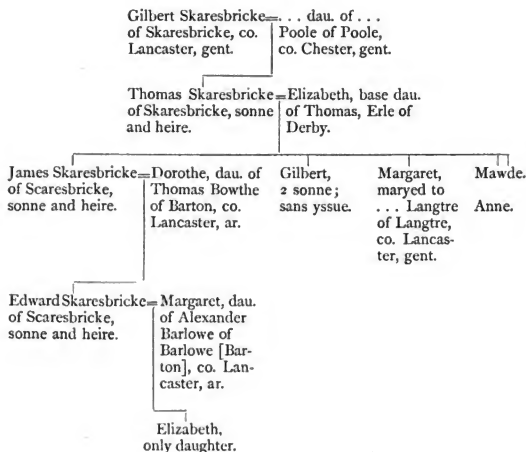 Gilbert Skaresbricke=. . . dau. of . . .
of Skaresbricke, co. Poole of Poole,
Lancaster, gent. co. Chester, gent.
Thomas Skaresbricke=Elizabeth, base dau.
of Skaresbricke, sonne of Thomas, Erle of
and heire. Derby.
James Skaresbricke=Dorothe, dau. of
of Scaresbricke, Thomas Bowthe
sonne and heire. of Barton, co.
Lancaster, ar.
Gilbert,
2 sonne;
sans yssue.
Margaret,
maryed to
. . . Langtre
of Langtre,
co. Lancas-
ter, gent.
Mawde.
Anne.
Edward Skaresbricke=Margaret, dau.
of Scaresbricke, of Alexander
sonne and heire. Barlowe of
Barlowe [Bar-
ton], co. Lan-
caster, ar.
Elizabeth,
only daughter.